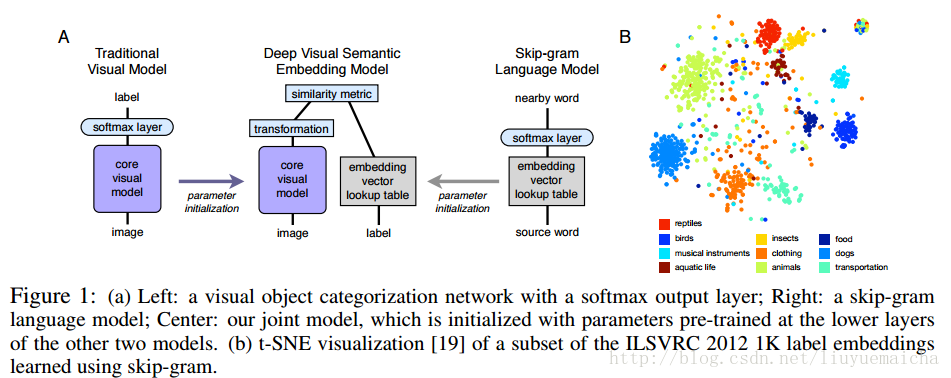 A
B
Traditional
Visual Model
Deep Visual Semantic
Embedding Model
Skip-gram
Language Model
label
softmax layer
core
visual
model
image
parameter
initialization
similarity metric
transformation
core
visual
model
image
embedding
vector
lookup table
label
parameter
initialization
nearby word
softmax layer
embedding
vector
lookup table
source word
reptiles
birds
musical instruments
aquatic life
insects
clothing
animals
food
dogs
transportation
Figure 1: (a) Left: a visual object categorization network with a softmax output layer; Right: a skip-gram
language model; Center: our joint model, which is initialized with parameters pre-trained at the lower layers
of the other two models. (b) t-SNE visualization [19] of a subset of the ILSVRC 2012 1K label embeddings
learned using skip-gram.
http://blog.csdn.net/liuyuemaicha